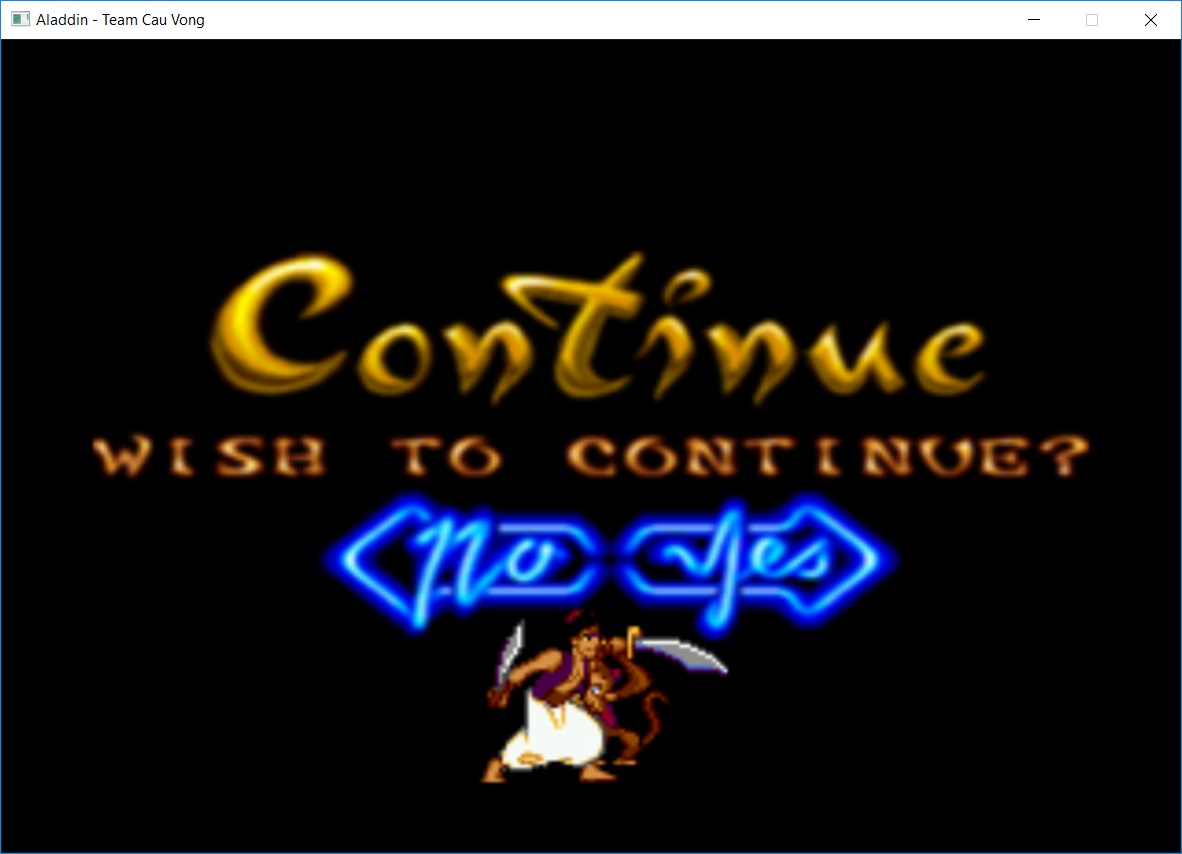 Aladdin - Team Cau Vong
Continue
WISH TO CONTINUE?
No Yes